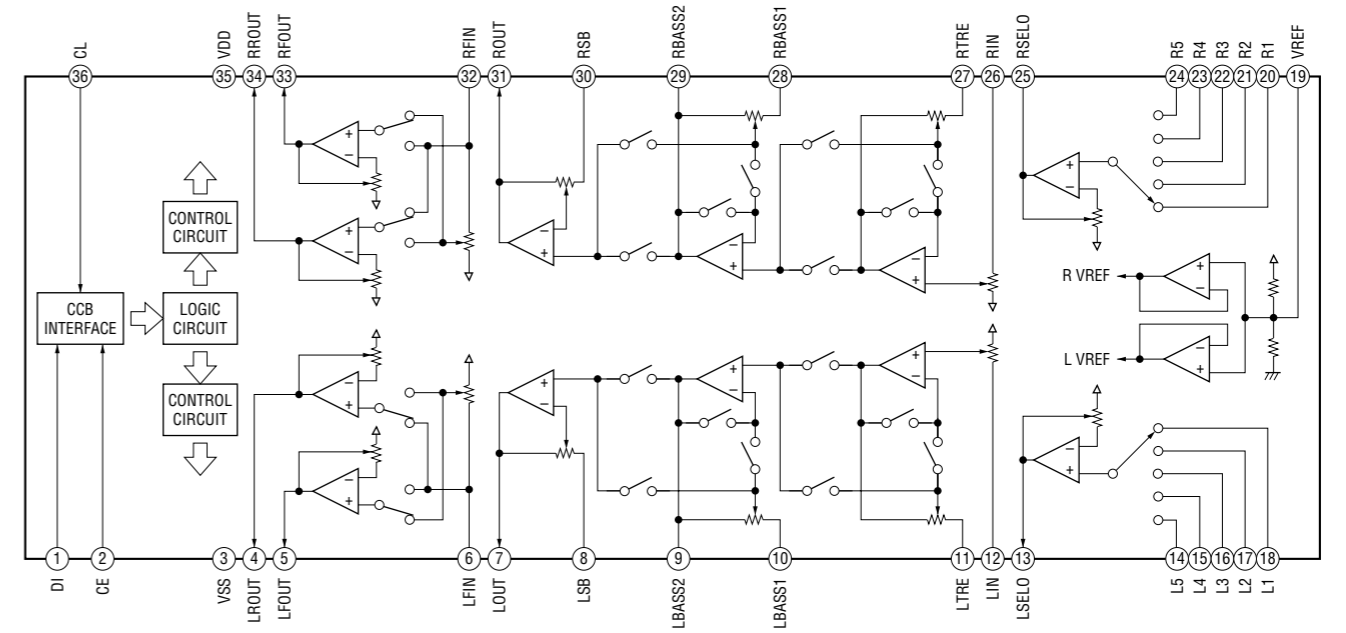 CL
VDD
RROUT
RFOUT
RFIN
ROUT
RSB
RBASS2
RBASS1
RTRE
RIN
RSELO
R5
R4
R3
R2
R1
VREF
36
35
34
33
32
31
30
29
28
27
26
25
24
23
22
21
20
19
CONTROL
CIRCUIT
CCB
INTERFACE
LOGIC
CIRCUIT
CONTROL
CIRCUIT
+
−
+
−
−
+
−
+
+
−
−
+
−
+
+
−
+
−
−
+
−
+
+
−
+
−
−
+
R VREF
+
−
L VREF
−
+
1
2
3
4
5
6
7
8
9
10
11
12
13
14
15
16
17
18
DI
CE
VSS
LROUT
LFOUT
LFIN
LOUT
LSB
LBASS2
LBASS1
LTRE
LIN
LSELO
L5
L4
L3
L2
L1